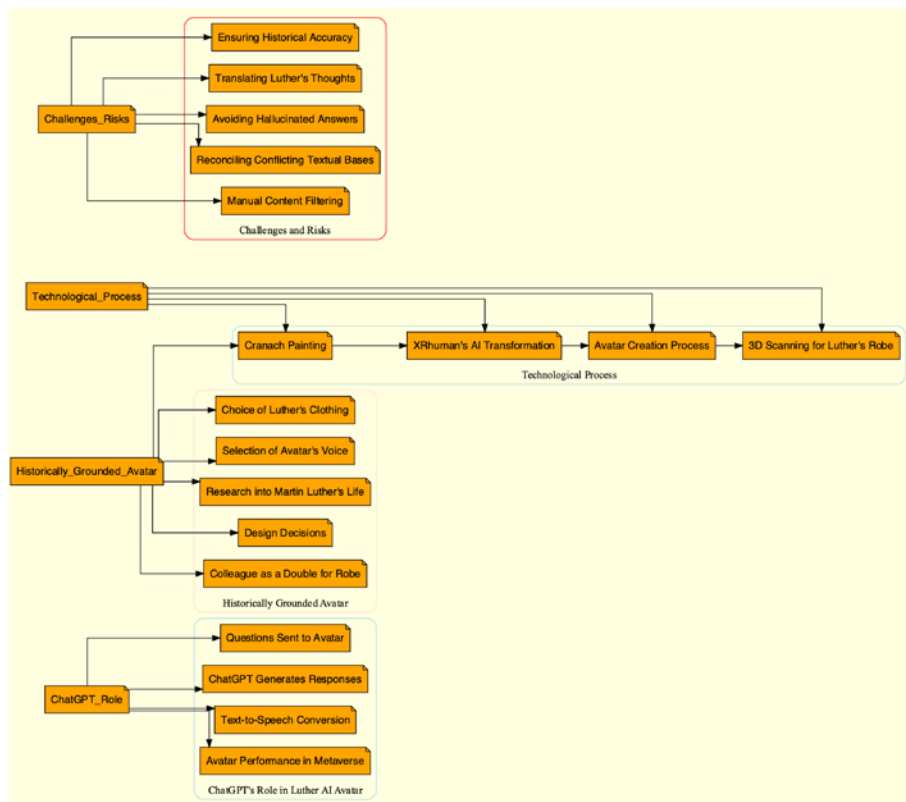 Ensuring Historical Accuracy
Translating Luther's Thoughts
Challenges_Risks
Avoiding Hallucinated Answers
Reconciling Conflicting Textual Bases
Manual Content Filtering
Challenges and Risks
Technological_Process
Cranach Painting
XRhuman's AI Transformation
Avatar Creation Process
3D Scanning for Luther's Robe
Technological Process
Choice of Luther's Clothing
Selection of Avatar's Voice
Historically_Grounded_Avatar
Research into Martin Luther's Life
Design Decisions
Colleague as a Double for Robe
Historically Grounded Avatar
Questions Sent to Avatar
ChatGPT Generates Responses
ChatGPT_Role
Text-to-Speech Conversion
Avatar Performance in Metaverse
ChatGPT's Role in Luther AI Avatar